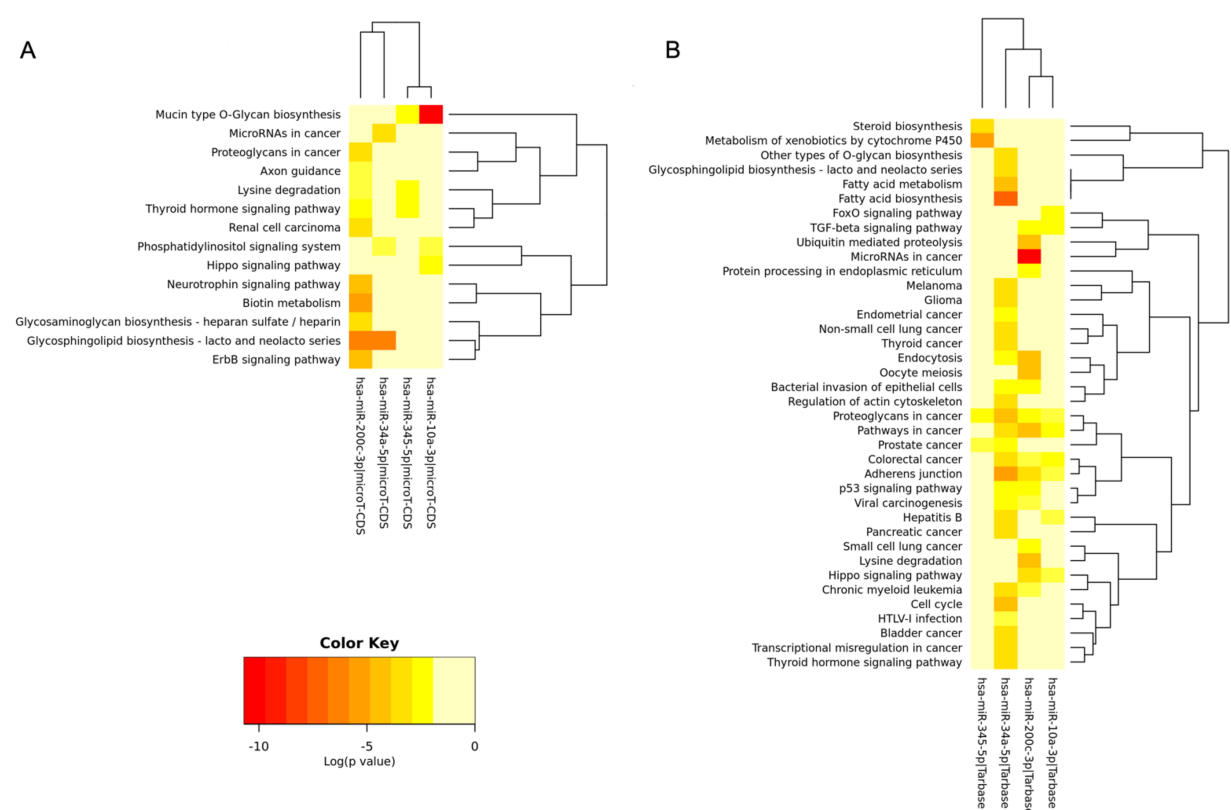 A
Mucin type O-Glycan biosynthesis
MicroRNAs in cancer
Proteoglycans in cancer
Axon guidance
Lysine degradation
Thyroid hormone signaling pathway
Renal cell carcinoma
Phosphatidylinositol signaling system
Hippo signaling pathway
Neurotrophin signaling pathway
Biotin metabolism
Glycosaminoglycan biosynthesis - heparan sulfate / heparin
Glycosphingolipid biosynthesis - lacto and neolacto series
ErbB signaling pathway
hsa-miR-200c-3p|microT-CDS
hsa-miR-34a-5p|microT-CDS
hsa-miR-345-5p|microT-CDS
hsa-miR-10a-3p|microT-CDS
Color Key
-10
-5
0
Log(p value)
B
Steroid biosynthesis
Metabolism of xenobiotics by cytochrome P450
Other types of O-glycan biosynthesis
Glycosphingolipid biosynthesis - lacto and neolacto series
Fatty acid metabolism
Fatty acid biosynthesis
FoxO signaling pathway
TGF-beta signaling pathway
Ubiquitin mediated proteolysis
MicroRNAs in cancer
Protein processing in endoplasmic reticulum
Melanoma
Glioma
Endometrial cancer
Non-small cell lung cancer
Thyroid cancer
Endocytosis
Oocyte meiosis
Bacterial invasion of epithelial cells
Regulation of actin cytoskeleton
Proteoglycans in cancer
Pathways in cancer
Prostate cancer
Colorectal cancer
Adherens junction
p53 signaling pathway
Viral carcinogenesis
Hepatitis B
Pancreatic cancer
Small cell lung cancer
Lysine degradation
Hippo signaling pathway
Chronic myeloid leukemia
Cell cycle
HTLV-I infection
Bladder cancer
Transcriptional misregulation in cancer
Thyroid hormone signaling pathway
hsa-miR-345-5p|Tarbase
hsa-miR-34a-5p|Tarbase
hsa-miR-200c-3p|Tarbase
hsa-miR-10a-3p|Tarbase